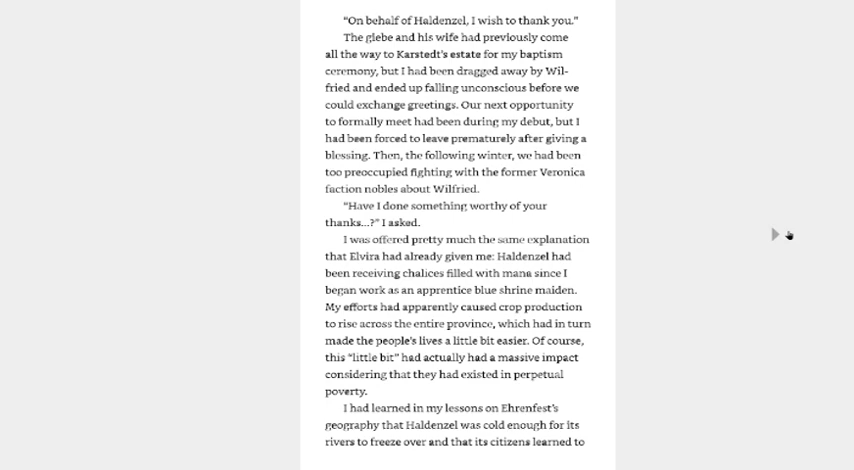 “On behalf of Haldenzel, I wish to thank you.”
The giebe and his wife had previously come
all the way to Karstedt’s estate for my baptism
ceremony, but I had been dragged away by Wil-
fried and ended up falling unconscious before we
could exchange greetings. Our next opportunity
to formally meet had been during my debut, but I
had been forced to leave prematurely after giving a
blessing. Then, the following winter, we had been
too preoccupied fighting with the former Veronica
faction nobles about Wilfried.
“Have I done something worthy of your
thanks...?” I asked.
I was offered pretty much the same explanation
that Elvira had already given me: Haldenzel had
been receiving chalices filled with mana since I
began work as an apprentice blue shrine maiden.
My efforts had apparently caused crop production
to rise across the entire province, which had in turn
made the people’s lives a little bit easier. Of course,
this “little bit” had actually had a massive impact
considering that they had existed in perpetual
poverty.
I had learned in my lessons on Ehrenfest’s
geography that Haldenzel was cold enough for its
rivers to freeze over and that its citizens learned to